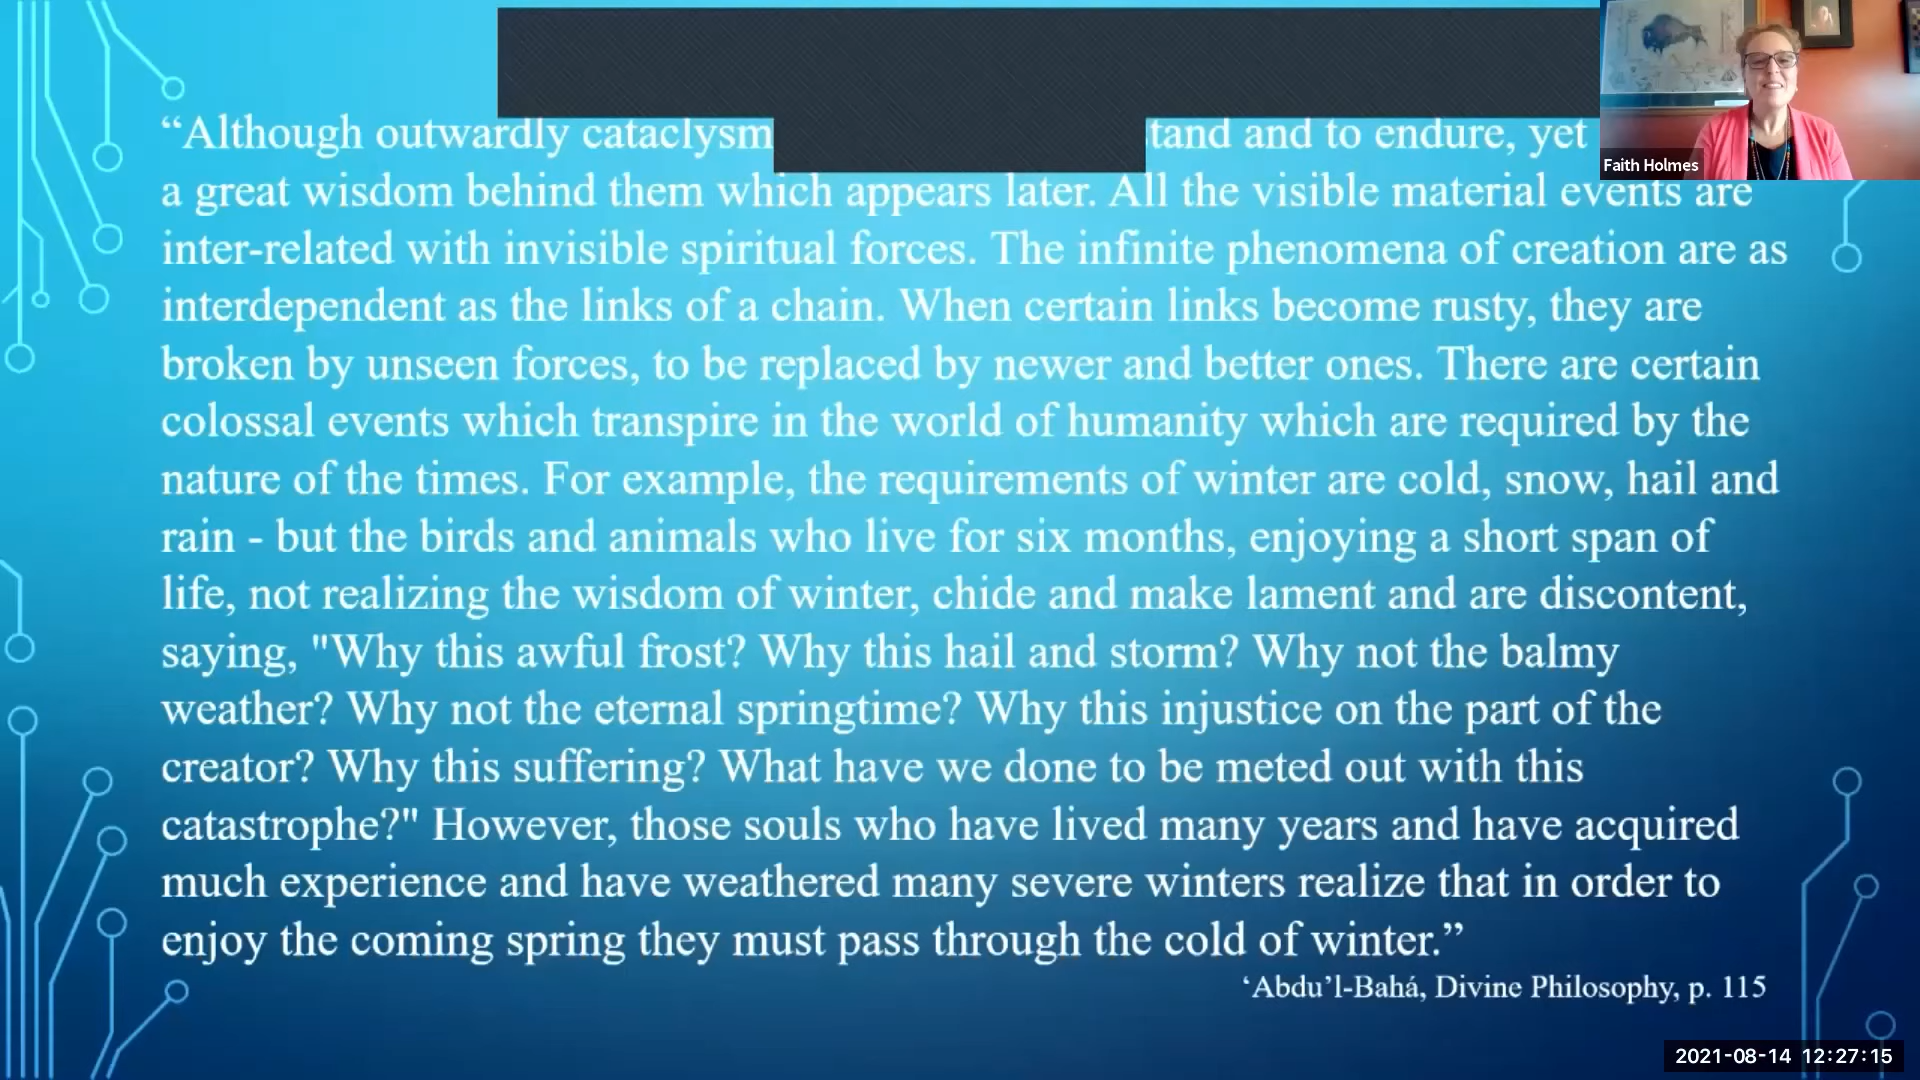 “Although outwardly cataclysm tand and to endure, yet
a great wisdom behind them which appears later. All the visible material events are
inter-related with invisible spiritual forces. The infinite phenomena of creation are as
interdependent as the links of a chain. When certain links become rusty, they are
broken by unseen forces, to be replaced by newer and better ones. There are certain
colossal events which transpire in the world of humanity which are required by the
nature of the times. For example, the requirements of winter are cold, snow, hail and
rain - but the birds and animals who live for six months, enjoying a short span of
life, not realizing the wisdom of winter, chide and make lament and are discontent,
saying, "Why this awful frost? Why this hail and storm? Why not the balmy
weather? Why not the eternal springtime? Why this injustice on the part of the
creator? Why this suffering? What have we done to be meted out with this
catastrophe?" However, those souls who have lived many years and have acquired
much experience and have weathered many severe winters realize that in order to
enjoy the coming spring they must pass through the cold of winter.”
‘Abdu’l-Bahá, Divine Philosophy, p. 115
Faith Holmes
2021-08-14 12:27:15